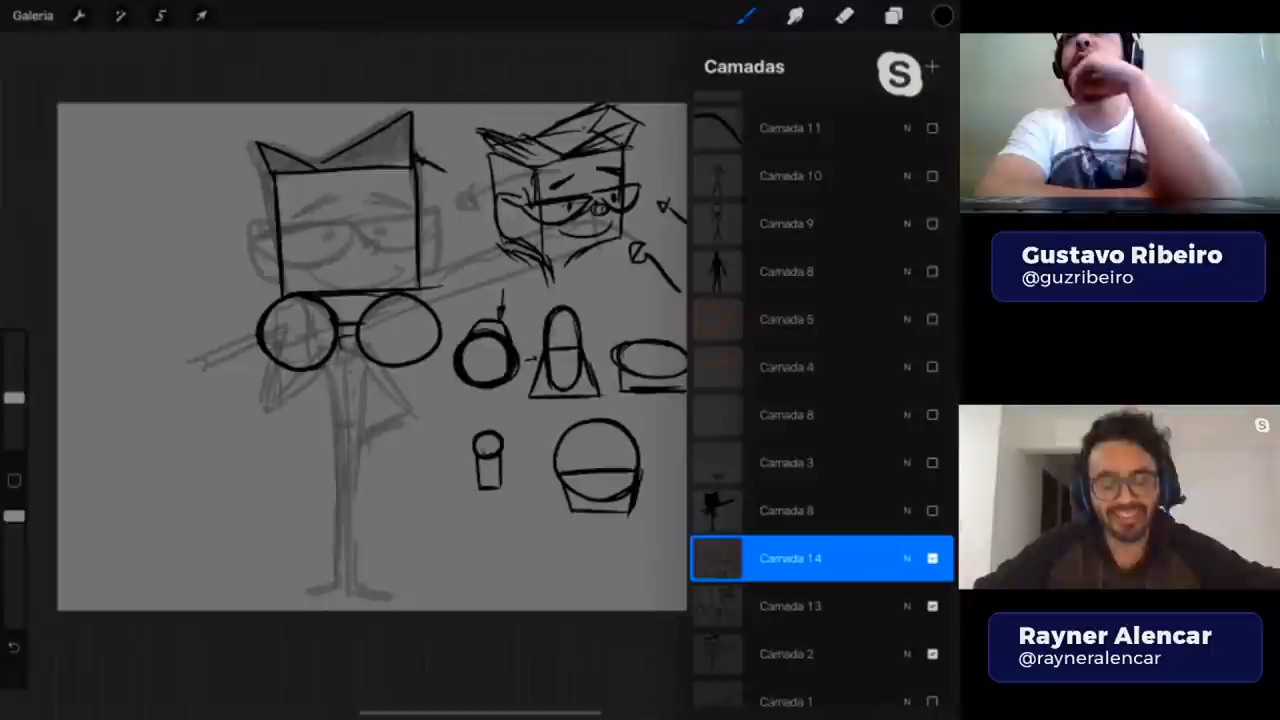 Galeria
Camadas
S
Camada 11 N
Camada 10 N
Camada 9 N
Camada 8 N
Camada 5 N
Camada 4 N
Camada 8 N
Camada 3 N
Camada 8 N
Camada 14 N
Camada 13 N
Camada 2 N
Camada 1 N
Gustavo Ribeiro
@guzribeiro
S
Rayner Alencar
@rayneralencar